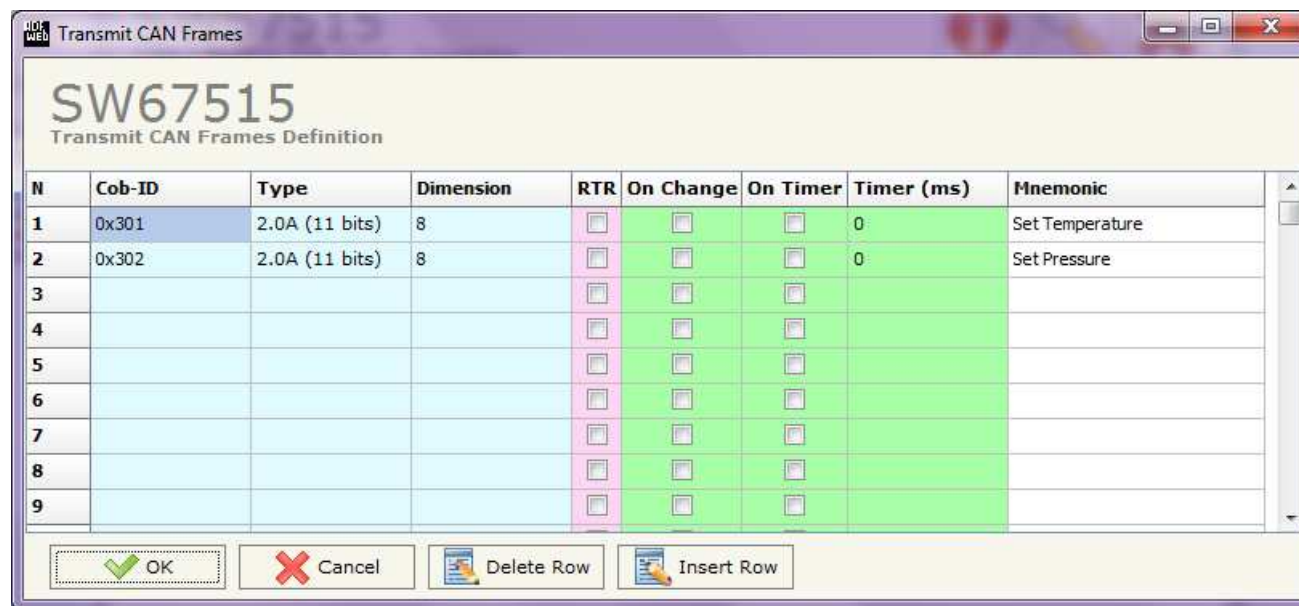 ADF WEB Transmit CAN Frames
SW67515
Transmit CAN Frames Definition
N Cob-ID Type Dimension RTR On Change On Timer Timer (ms) Mnemonic
1 0x301 2.0A (11 bits) 8 0 Set Temperature
2 0x302 2.0A (11 bits) 8 0 Set Pressure
3
4
5
6
7
8
9
OK Cancel Delete Row Insert Row